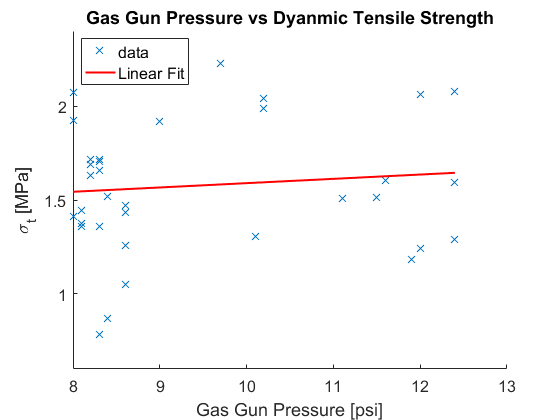 Gas Gun Pressure vs Dyanmic Tensile Strength
data
Linear Fit
2
1.5
1
σt [MPa]
8 9 10 11 12 13
Gas Gun Pressure [psi]